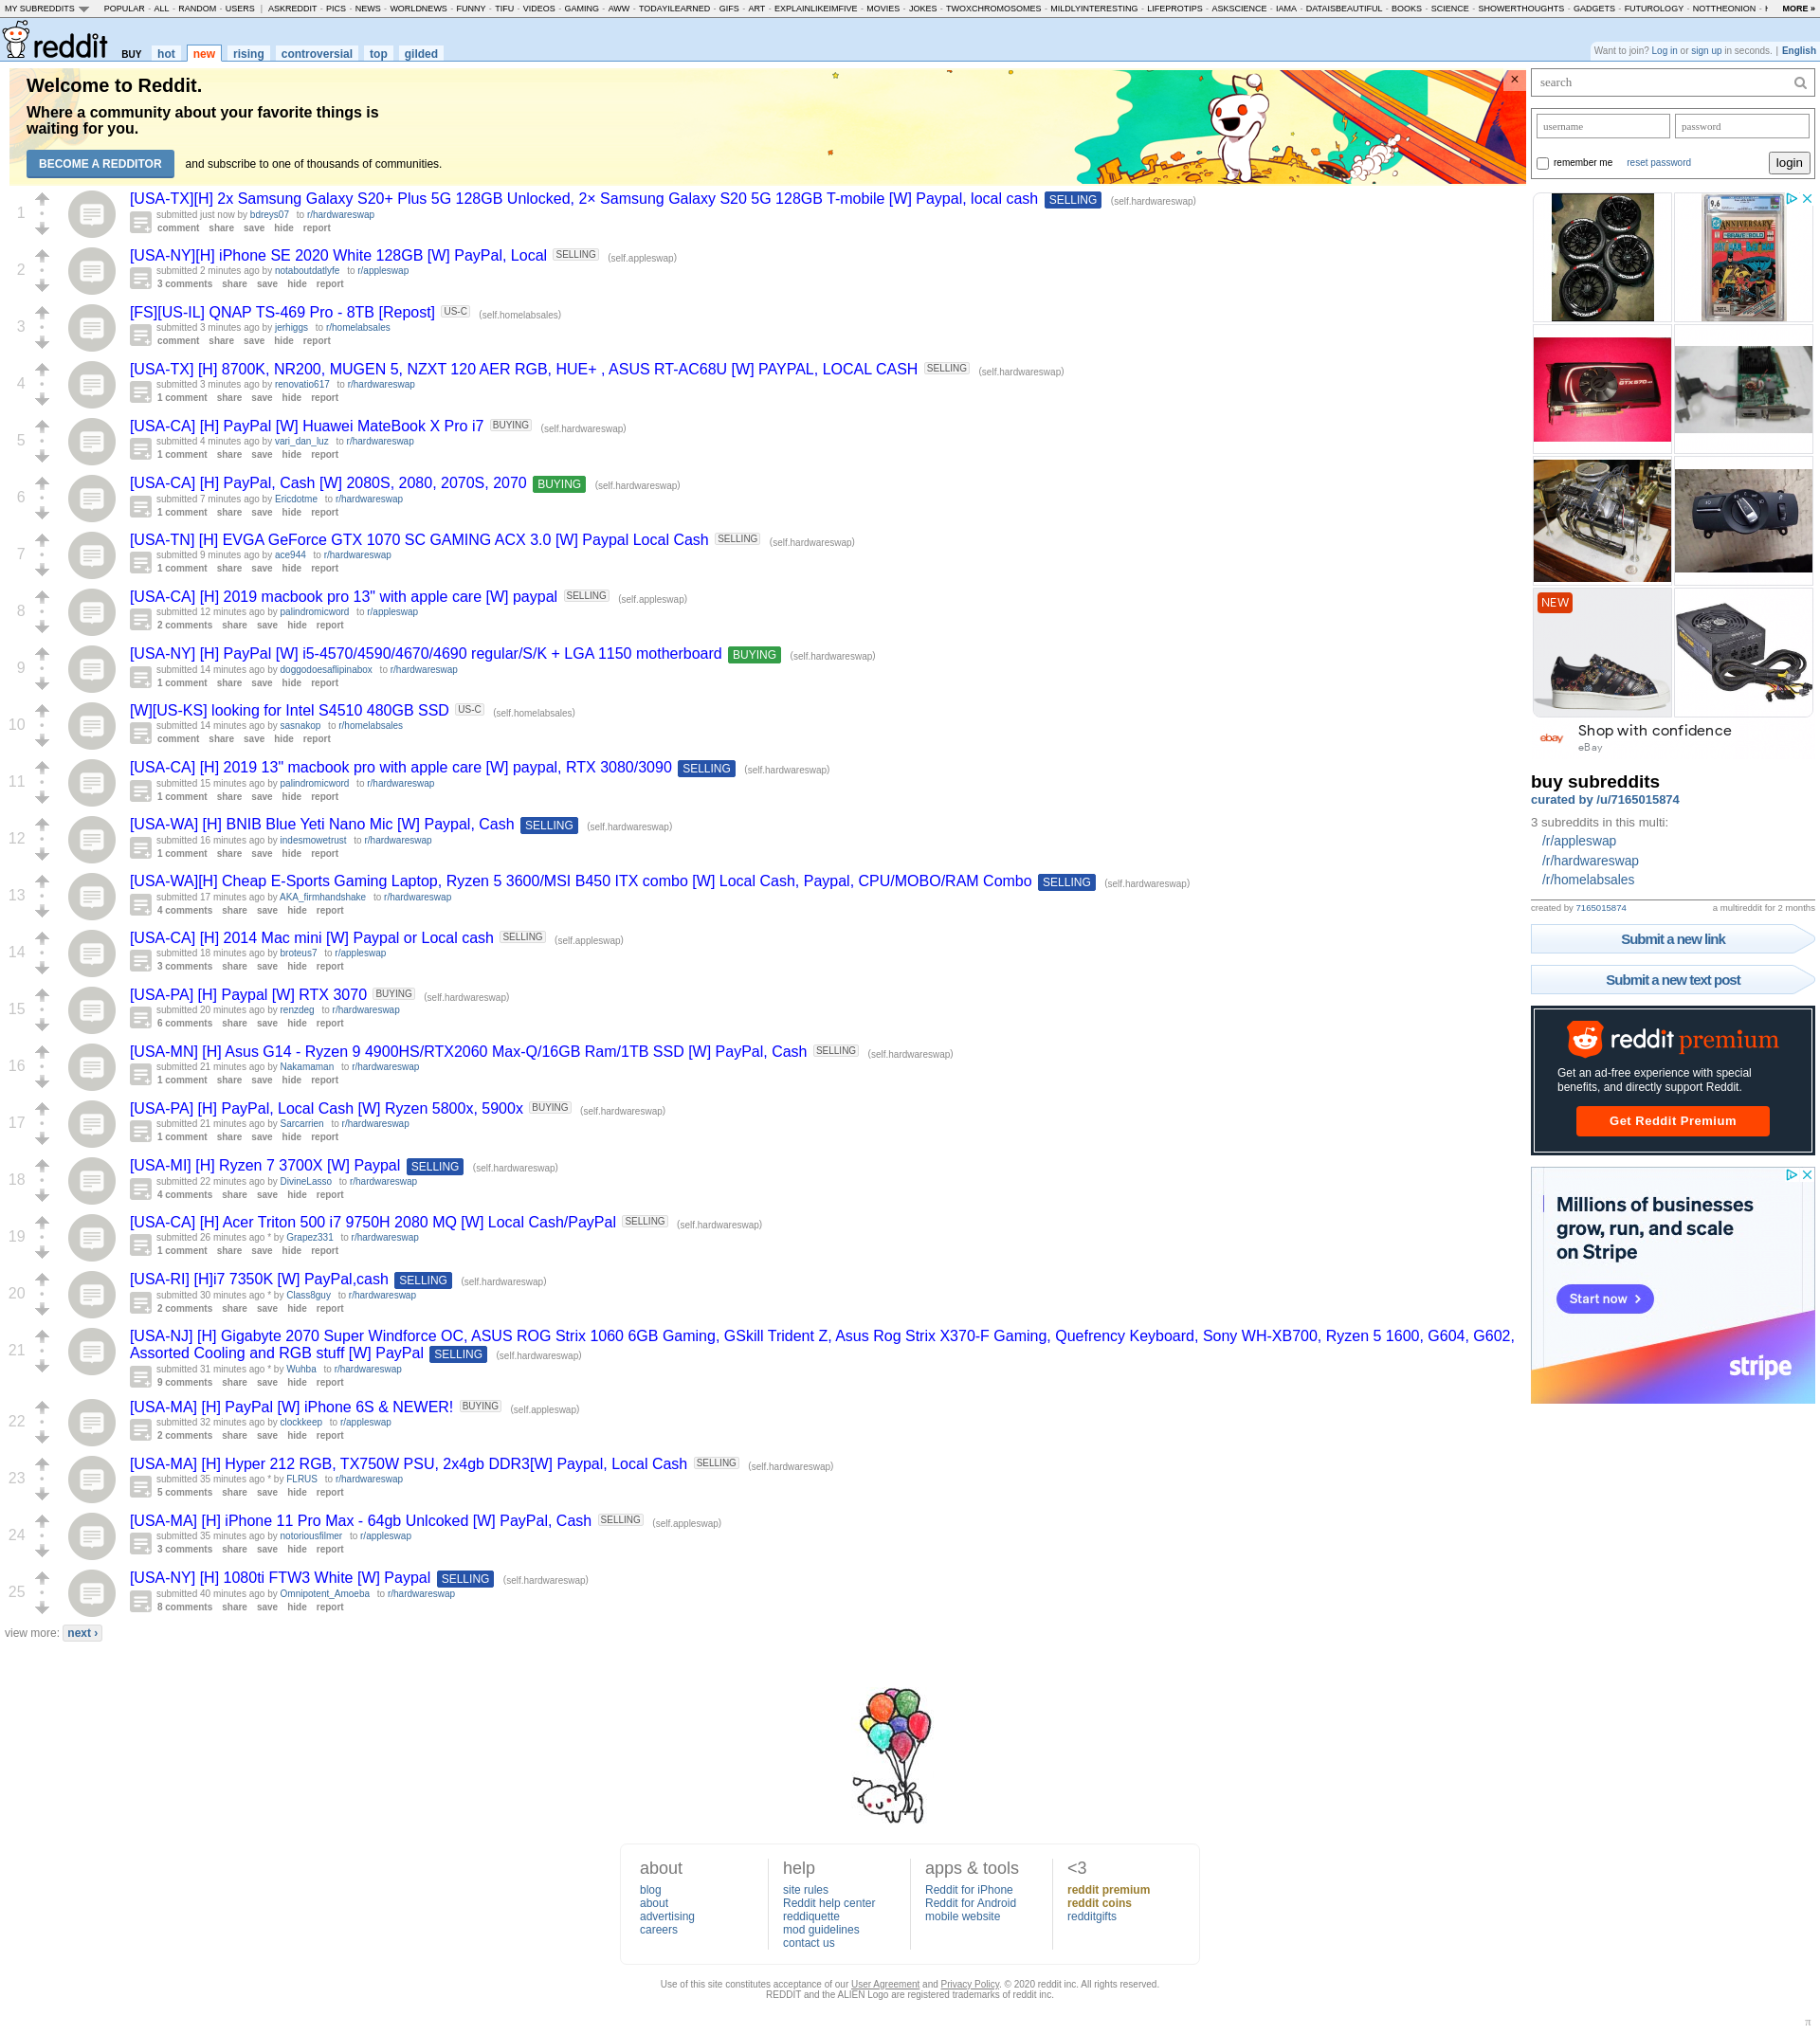 MY SUBREDDITS POPULAR - ALL - RANDOM - USERS | ASKREDDIT - PICS - NEWS - WORLDNEWS - FUNNY - TIFU - VIDEOS - GAMING - AWW - TODAYILEARNED - GIFS - ART - EXPLAINLIKEIMFIVE - MOVIES - JOKES - TWOXCHROMOSOMES - MILDLYINTERESTING - LIFEPROTIPS - ASKSCIENCE - IAMA - DATAISBEAUTIFUL - BOOKS - SCIENCE - SHOWERTHOUGHTS - GADGETS - FUTUROLOGY - NOTTHEONION - MORE »
reddit BUY hot new rising controversial top gilded
Want to join? Log in or sign up in seconds. | English
Welcome to Reddit.
Where a community about your favorite things is
waiting for you.
BECOME A REDDITOR and subscribe to one of thousands of communities.
×
1
[USA-TX][H] 2x Samsung Galaxy S20+ Plus 5G 128GB Unlocked, 2× Samsung Galaxy S20 5G 128GB T-mobile [W] Paypal, local cash SELLING (self.hardwareswap)
submitted just now by bdreys07 to r/hardwareswap
comment share save hide report
2
[USA-NY][H] iPhone SE 2020 White 128GB [W] PayPal, Local SELLING (self.appleswap)
submitted 2 minutes ago by notaboutdatlyfe to r/appleswap
3 comments share save hide report
3
[FS][US-IL] QNAP TS-469 Pro - 8TB [Repost] US-C (self.homelabsales)
submitted 3 minutes ago by jerhiggs to r/homelabsales
comment share save hide report
4
[USA-TX] [H] 8700K, NR200, MUGEN 5, NZXT 120 AER RGB, HUE+ , ASUS RT-AC68U [W] PAYPAL, LOCAL CASH SELLING (self.hardwareswap)
submitted 3 minutes ago by renovatio617 to r/hardwareswap
1 comment share save hide report
5
[USA-CA] [H] PayPal [W] Huawei MateBook X Pro i7 BUYING (self.hardwareswap)
submitted 4 minutes ago by vari_dan_luz to r/hardwareswap
1 comment share save hide report
6
[USA-CA] [H] PayPal, Cash [W] 2080S, 2080, 2070S, 2070 BUYING (self.hardwareswap)
submitted 7 minutes ago by Ericdotme to r/hardwareswap
1 comment share save hide report
7
[USA-TN] [H] EVGA GeForce GTX 1070 SC GAMING ACX 3.0 [W] Paypal Local Cash SELLING (self.hardwareswap)
submitted 9 minutes ago by ace944 to r/hardwareswap
1 comment share save hide report
8
[USA-CA] [H] 2019 macbook pro 13" with apple care [W] paypal SELLING (self.appleswap)
submitted 12 minutes ago by palindromicword to r/appleswap
2 comments share save hide report
9
[USA-NY] [H] PayPal [W] i5-4570/4590/4670/4690 regular/S/K + LGA 1150 motherboard BUYING (self.hardwareswap)
submitted 14 minutes ago by doggodoesaflipinabox to r/hardwareswap
1 comment share save hide report
10
[W][US-KS] looking for Intel S4510 480GB SSD US-C (self.homelabsales)
submitted 14 minutes ago by sasnakop to r/homelabsales
comment share save hide report
11
[USA-CA] [H] 2019 13" macbook pro with apple care [W] paypal, RTX 3080/3090 SELLING (self.hardwareswap)
submitted 15 minutes ago by palindromicword to r/hardwareswap
1 comment share save hide report
12
[USA-WA] [H] BNIB Blue Yeti Nano Mic [W] Paypal, Cash SELLING (self.hardwareswap)
submitted 16 minutes ago by indesmowetrust to r/hardwareswap
1 comment share save hide report
13
[USA-WA][H] Cheap E-Sports Gaming Laptop, Ryzen 5 3600/MSI B450 ITX combo [W] Local Cash, Paypal, CPU/MOBO/RAM Combo SELLING (self.hardwareswap)
submitted 17 minutes ago by AKA_firmhandshake to r/hardwareswap
4 comments share save hide report
14
[USA-CA] [H] 2014 Mac mini [W] Paypal or Local cash SELLING (self.appleswap)
submitted 18 minutes ago by broteus7 to r/appleswap
3 comments share save hide report
15
[USA-PA] [H] Paypal [W] RTX 3070 BUYING (self.hardwareswap)
submitted 20 minutes ago by renzdeg to r/hardwareswap
6 comments share save hide report
16
[USA-MN] [H] Asus G14 - Ryzen 9 4900HS/RTX2060 Max-Q/16GB Ram/1TB SSD [W] PayPal, Cash SELLING (self.hardwareswap)
submitted 21 minutes ago by Nakamaman to r/hardwareswap
1 comment share save hide report
17
[USA-PA] [H] PayPal, Local Cash [W] Ryzen 5800x, 5900x BUYING (self.hardwareswap)
submitted 21 minutes ago by Sarcarrien to r/hardwareswap
1 comment share save hide report
18
[USA-MI] [H] Ryzen 7 3700X [W] Paypal SELLING (self.hardwareswap)
submitted 22 minutes ago by DivineLasso to r/hardwareswap
4 comments share save hide report
19
[USA-CA] [H] Acer Triton 500 i7 9750H 2080 MQ [W] Local Cash/PayPal SELLING (self.hardwareswap)
submitted 26 minutes ago * by Grapez331 to r/hardwareswap
1 comment share save hide report
20
[USA-RI] [H]i7 7350K [W] PayPal,cash SELLING (self.hardwareswap)
submitted 30 minutes ago * by Class8guy to r/hardwareswap
2 comments share save hide report
21
[USA-NJ] [H] Gigabyte 2070 Super Windforce OC, ASUS ROG Strix 1060 6GB Gaming, GSkill Trident Z, Asus Rog Strix X370-F Gaming, Quefrency Keyboard, Sony WH-XB700, Ryzen 5 1600, G604, G602,
Assorted Cooling and RGB stuff [W] PayPal SELLING (self.hardwareswap)
submitted 31 minutes ago * by Wuhba to r/hardwareswap
9 comments share save hide report
22
[USA-MA] [H] PayPal [W] iPhone 6S & NEWER! BUYING (self.appleswap)
submitted 32 minutes ago by clockkeep to r/appleswap
2 comments share save hide report
23
[USA-MA] [H] Hyper 212 RGB, TX750W PSU, 2x4gb DDR3[W] Paypal, Local Cash SELLING (self.hardwareswap)
submitted 35 minutes ago * by FLRUS to r/hardwareswap
5 comments share save hide report
24
[USA-MA] [H] iPhone 11 Pro Max - 64gb Unlcoked [W] PayPal, Cash SELLING (self.appleswap)
submitted 35 minutes ago by notoriousfilmer to r/appleswap
3 comments share save hide report
25
[USA-NY] [H] 1080ti FTW3 White [W] Paypal SELLING (self.hardwareswap)
submitted 40 minutes ago by Omnipotent_Amoeba to r/hardwareswap
8 comments share save hide report
view more: next ›
search
username password
remember me reset password login
9.6
ANNIVERSARY
GTX 570
NEW
ebay Shop with confidence
eBay
buy subreddits
curated by /u/7165015874
3 subreddits in this multi:
/r/appleswap
/r/hardwareswap
/r/homelabsales
created by 7165015874 a multireddit for 2 months
Submit a new link
Submit a new text post
reddit premium
Get an ad-free experience with special
benefits, and directly support Reddit.
Get Reddit Premium
Millions of businesses
grow, run, and scale
on Stripe
Start now
stripe
about
blog
about
advertising
careers
help
site rules
Reddit help center
reddiquette
mod guidelines
contact us
apps & tools
Reddit for iPhone
Reddit for Android
mobile website
<3
reddit premium
reddit coins
redditgifts
Use of this site constitutes acceptance of our User Agreement and Privacy Policy. © 2020 reddit inc. All rights reserved.
REDDIT and the ALIEN Logo are registered trademarks of reddit inc.
π